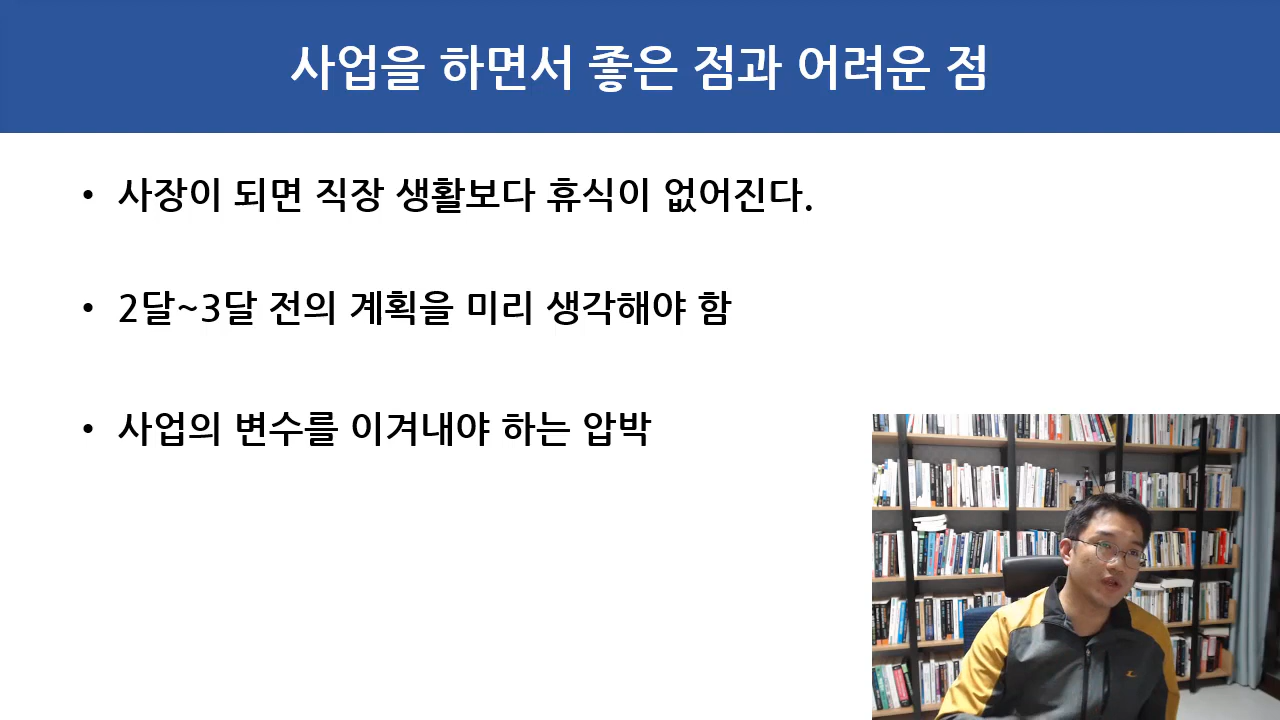 사업을 하면서 좋은 점과 어려운 점
• 사장이 되면 직장 생활보다 휴식이 없어진다.
• 2달~3달 전의 계획을 미리 생각해야 함
• 사업의 변수를 이겨내야 하는 압박